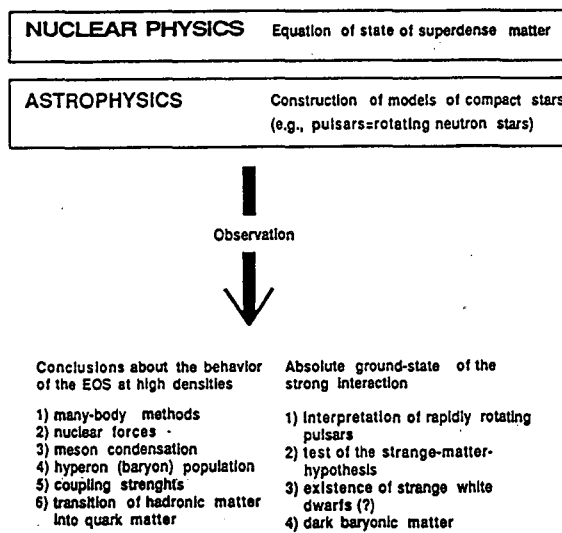 NUCLEAR PHYSICS Equation of state of superdense matter
ASTROPHYSICS Construction of models of compact stars
(e.g., pulsars=rotating neutron stars)
Observation
Conclusions about the behavior
of the EOS at high densities
1) many-body methods
2) nuclear forces
3) meson condensation
4) hyperon (baryon) population
5) coupling strenghts
6) transition of hadronic matter
into quark matter
Absolute ground-state of the
strong interaction
1) Interpretation of rapidly rotating
pulsars
2) test of the strange-matter-
hypothesis
3) existence of strange white
dwarfs (?)
4) dark baryonic matter